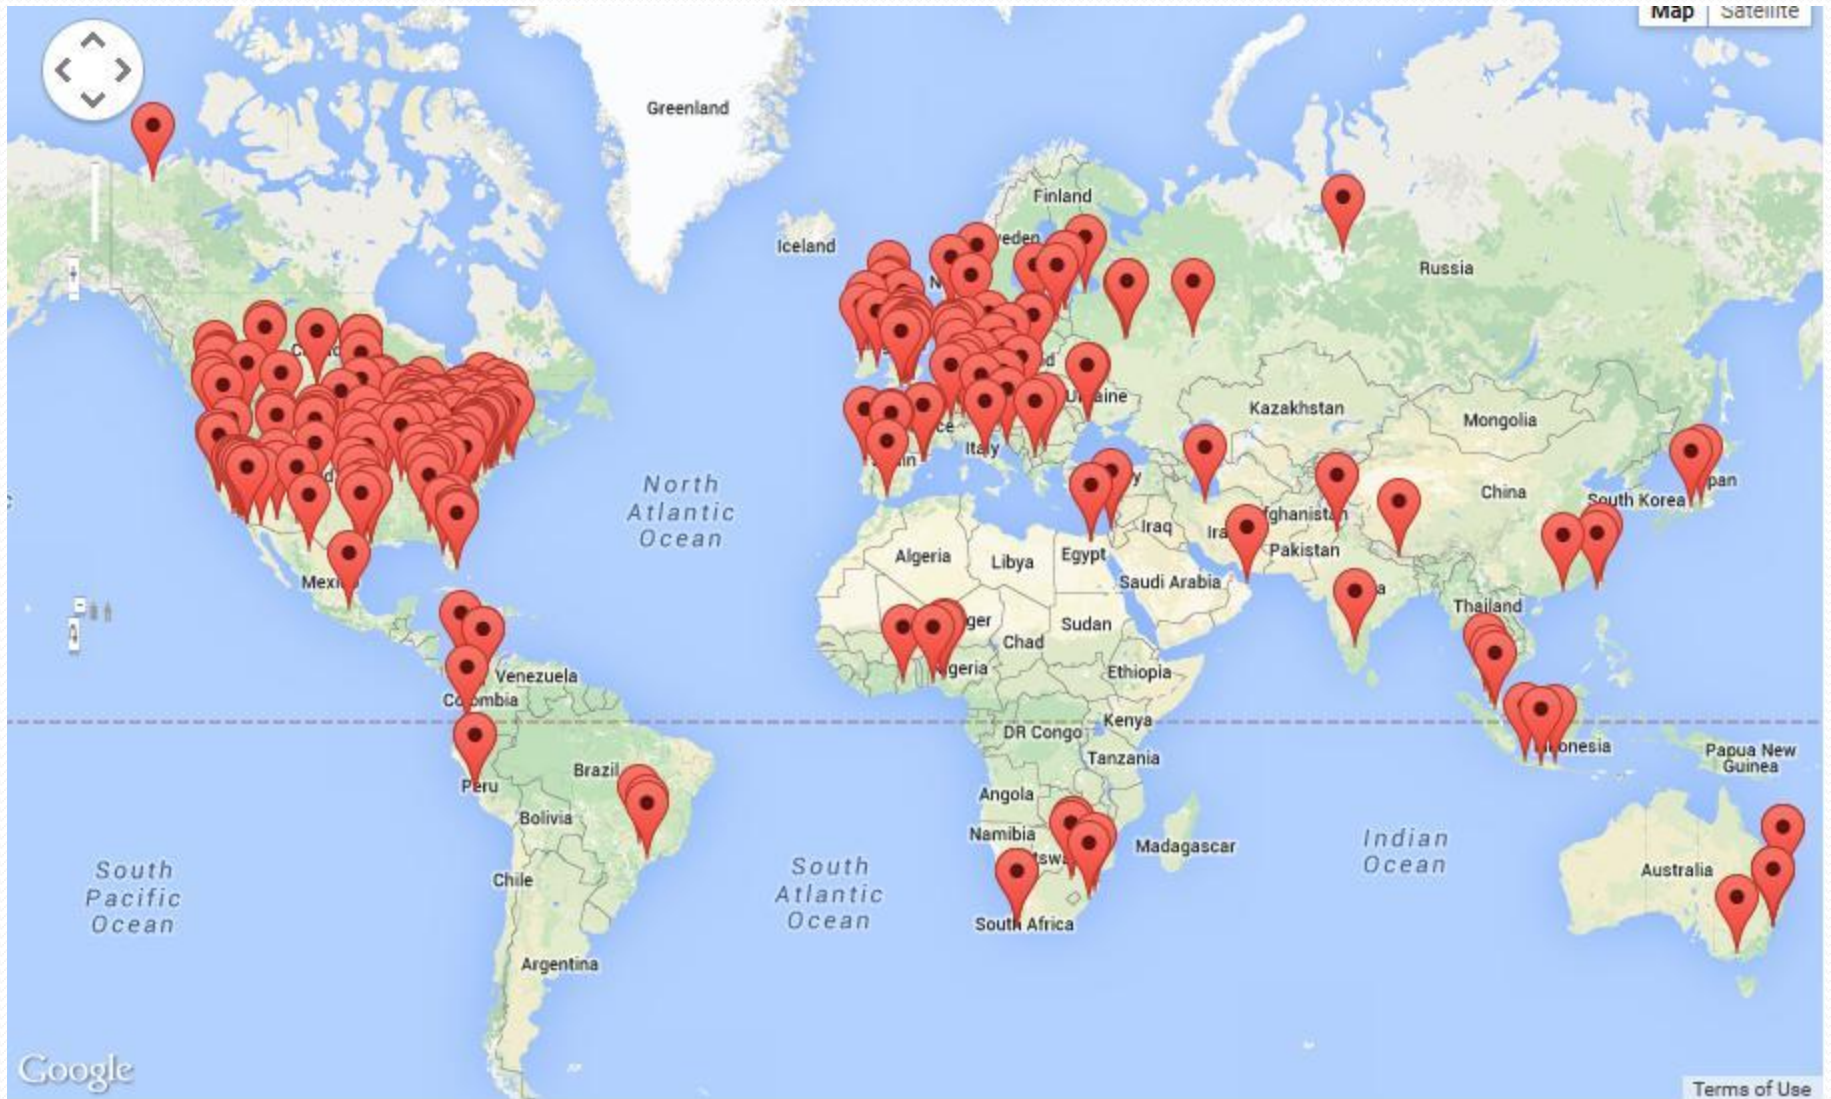 Map
Satellite
Greenland
Finland
Iceland
Russia
Kazakhstan
Mongolia
Italy
North
Atlantic
Ocean
China
South Korea
Iraq
Algeria
Libya
Egypt
Pakistan
Saudi Arabia
Thailand
Sudan
Chad
Venezuela
Ethiopia
Kenya
DR Congo
Tanzania
Papua New
Guinea
Brazil
Peru
Angola
Bolivia
Namibia
Madagascar
Indian
Ocean
South
Pacific
Ocean
Chile
South
Atlantic
Ocean
Australia
South Africa
Argentina
Google
Terms of Use